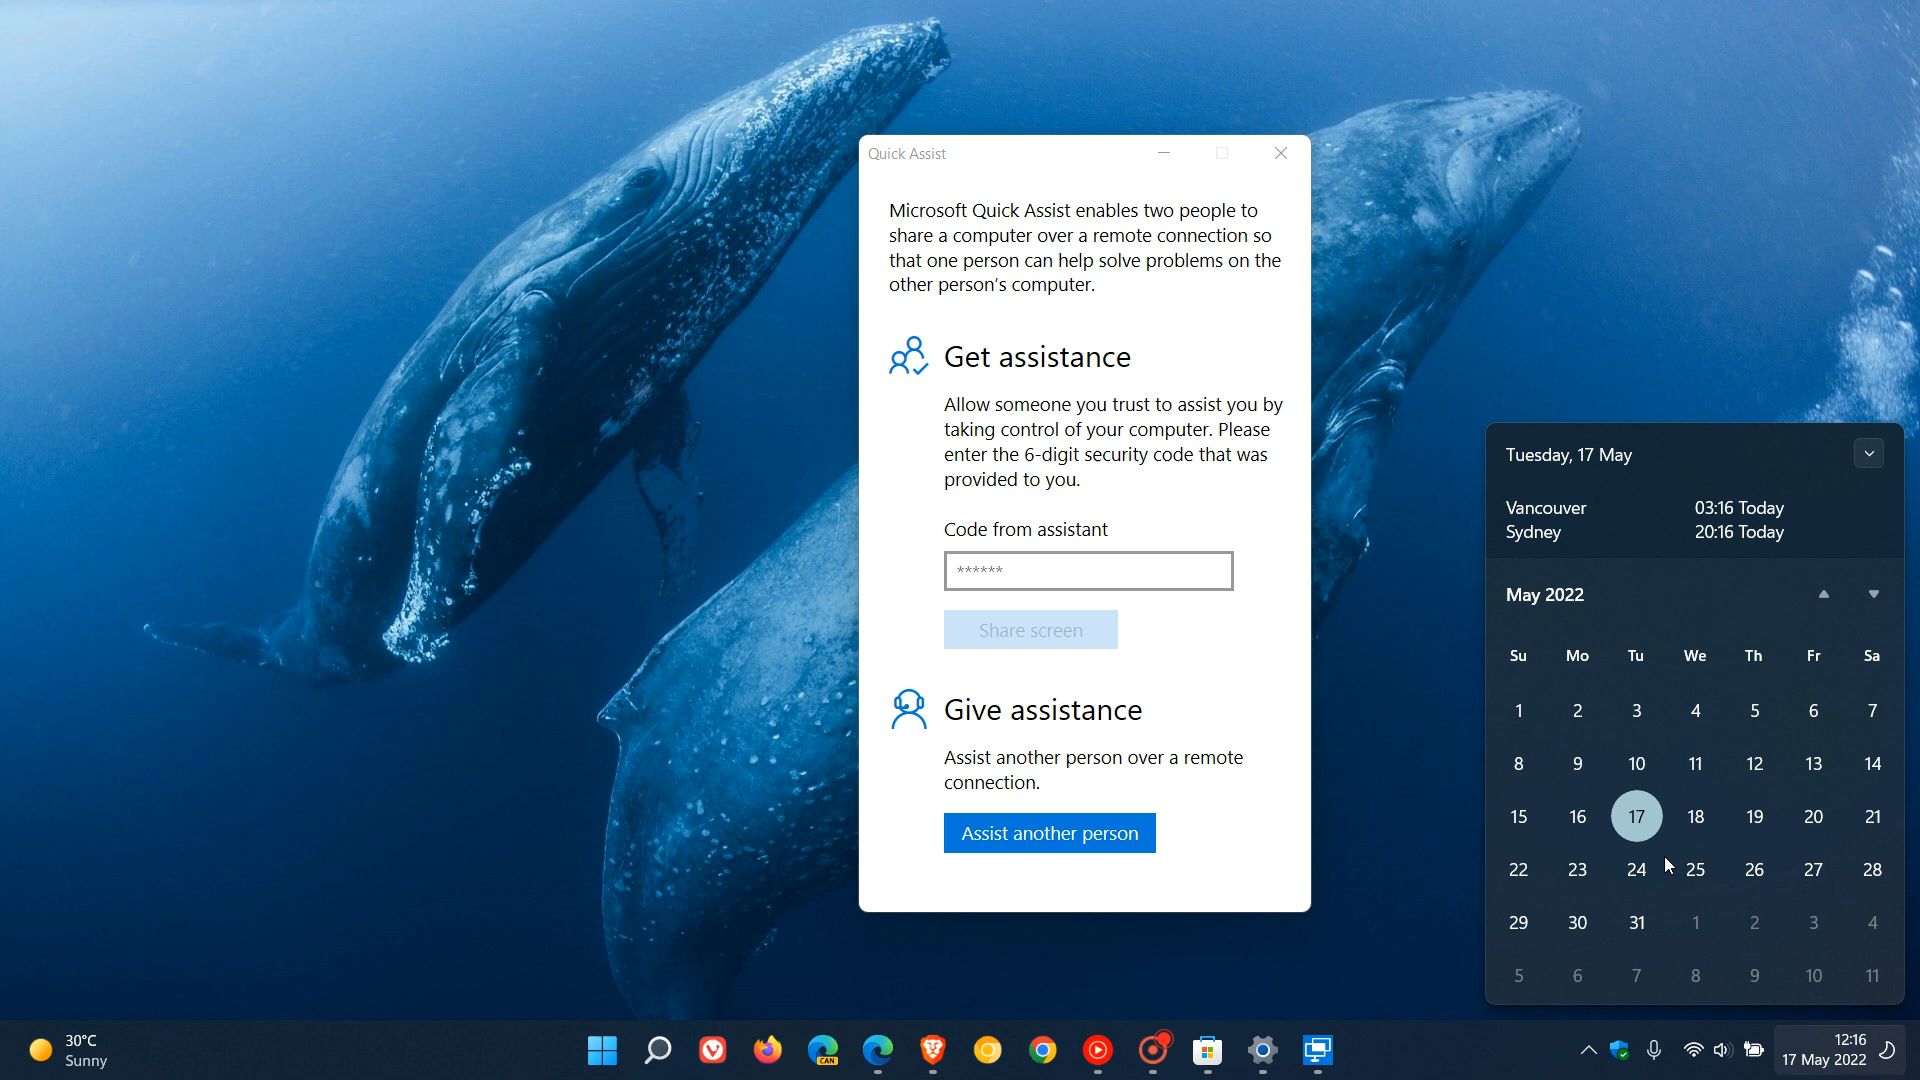 Quick Assist
Microsoft Quick Assist enables two people to
share a computer over a remote connection so
that one person can help solve problems on the
other person's computer.
Get assistance
Allow someone you trust to assist you by
taking control of your computer. Please
enter the 6-digit security code that was
provided to you.
Code from assistant
******
Share screen
Give assistance
Assist another person over a remote
connection.
Assist another person
Tuesday, 17 May
Vancouver 03:16 Today
Sydney 20:16 Today
May 2022
Su Mo Tu We Th Fr Sa
1 2 3 4 5 6 7
8 9 10 11 12 13 14
15 16 17 18 19 20 21
22 23 24 25 26 27 28
29 30 31 1 2 3 4
5 6 7 8 9 10 11
30°C
Sunny
CAN
12:16
17 May 2022